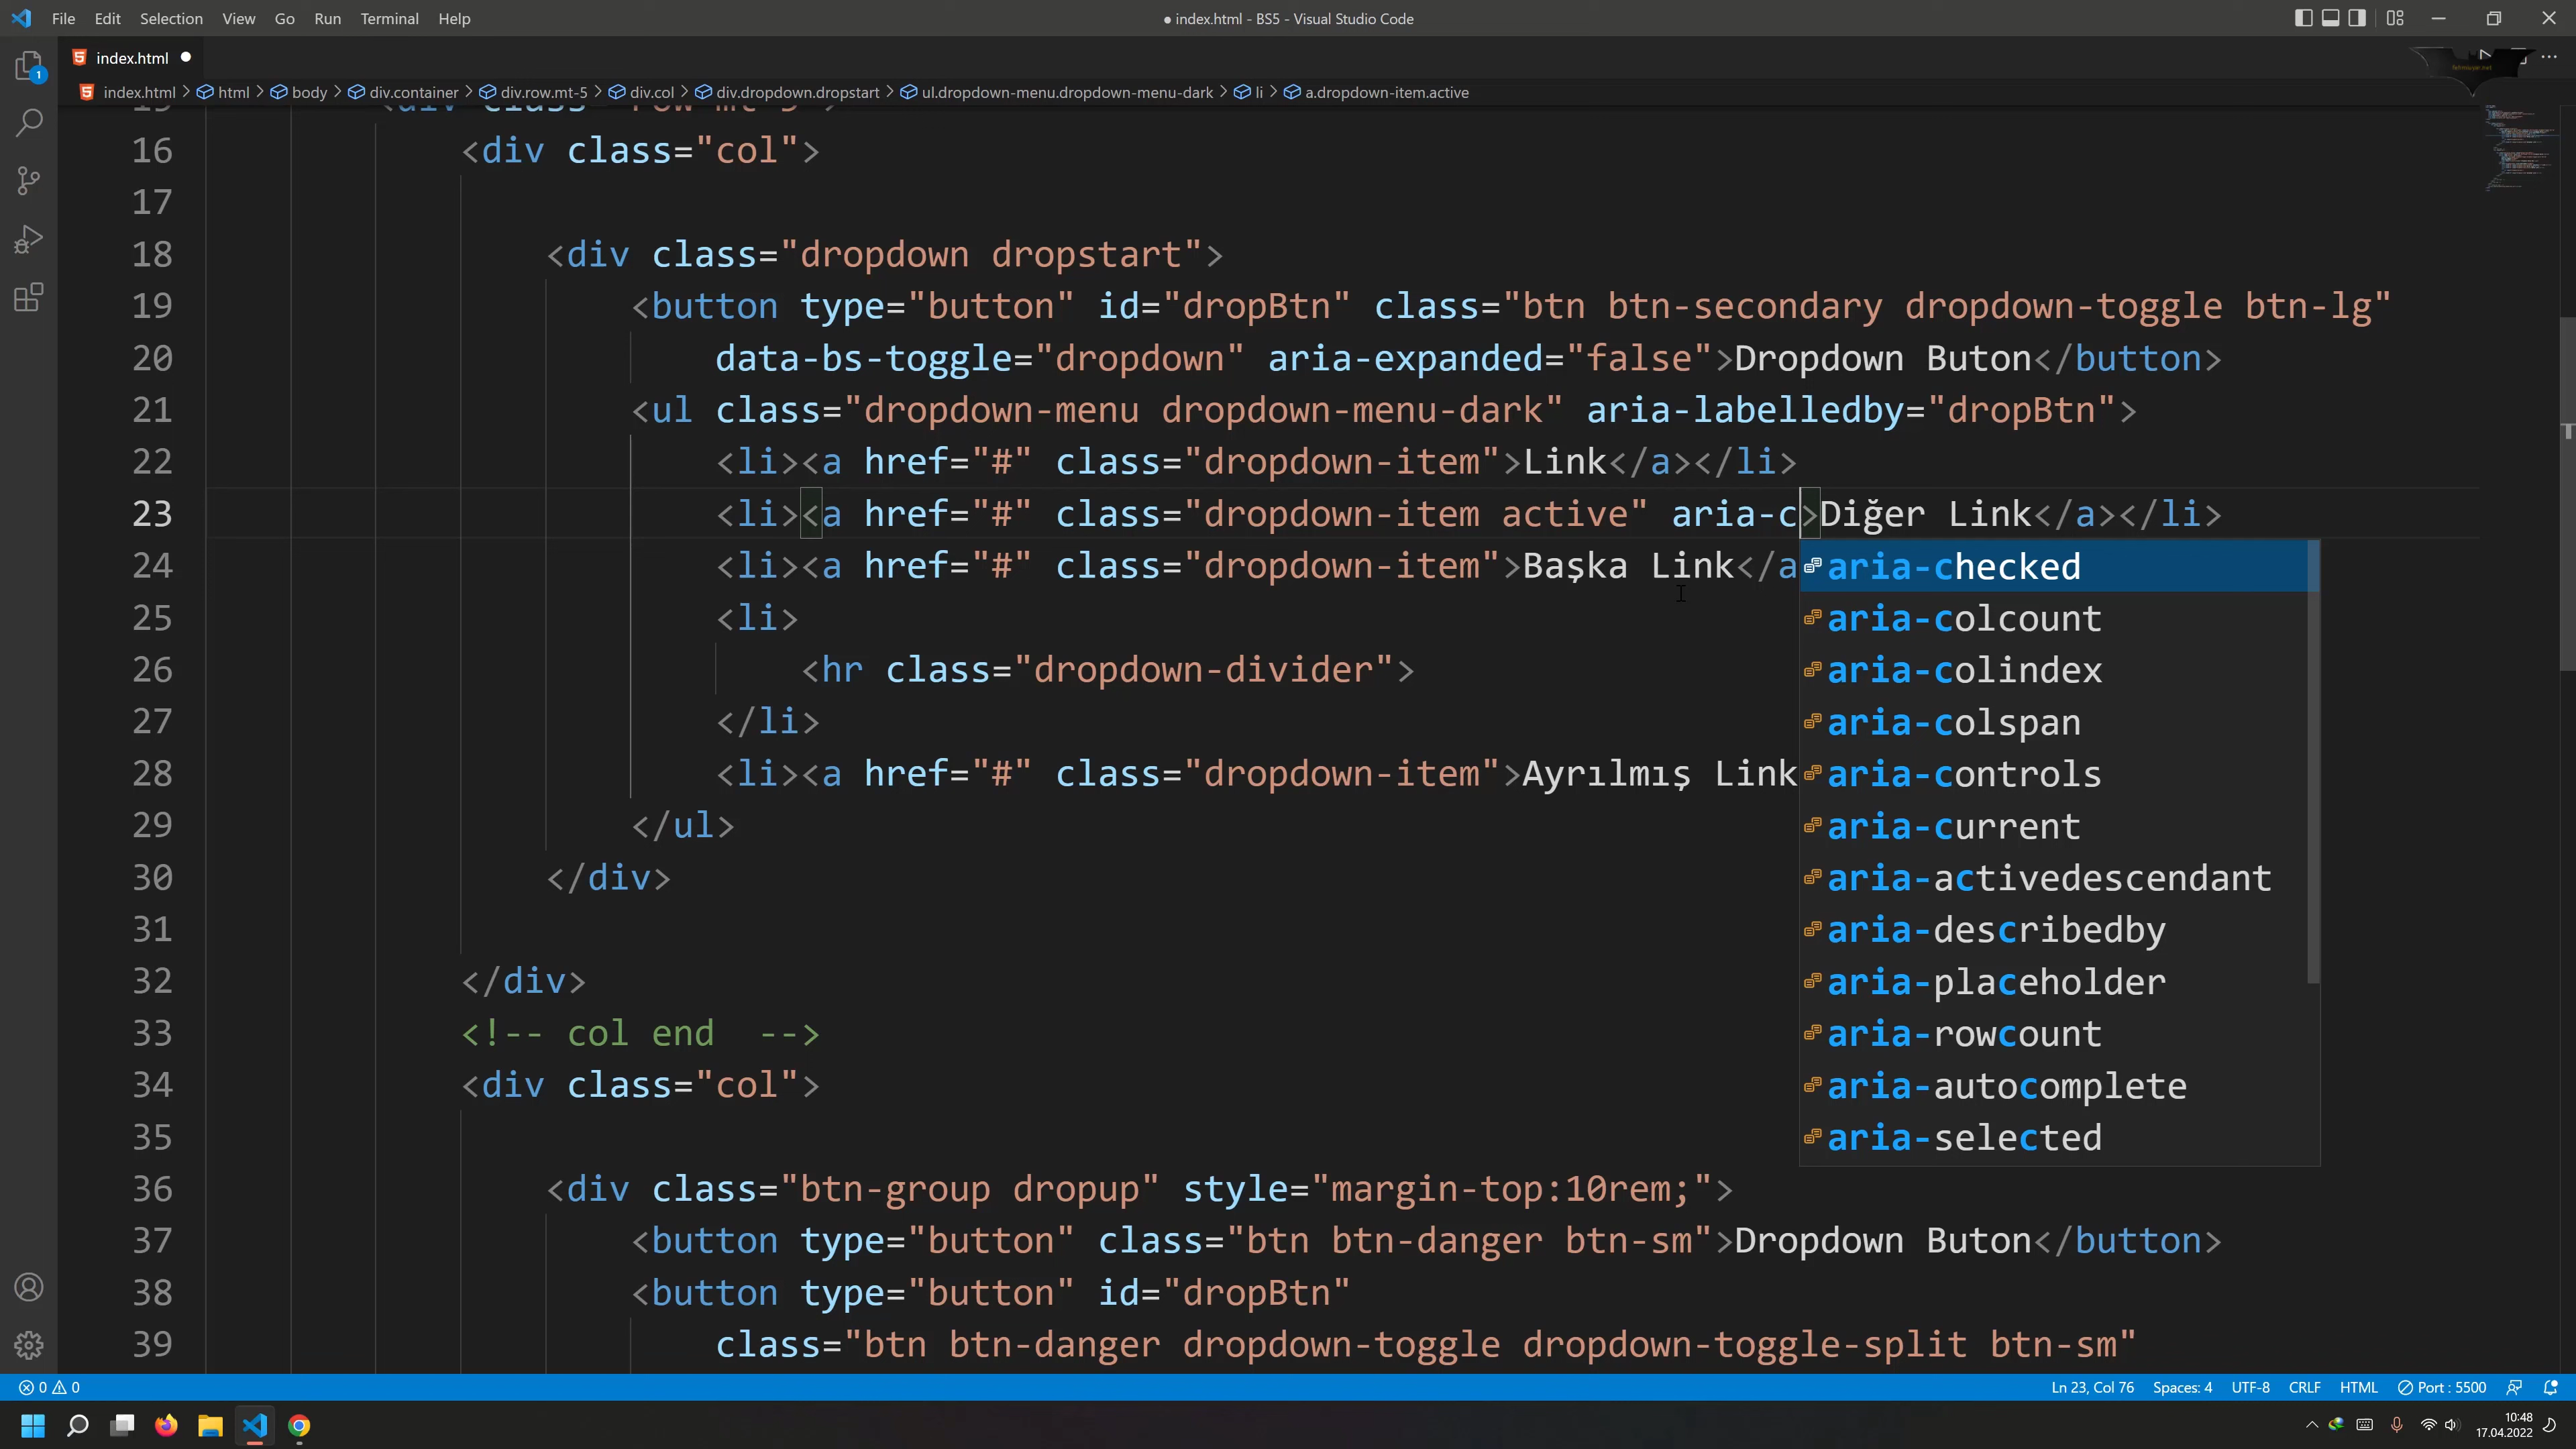 File Edit Selection View Go Run Terminal Help
● index.html - BS5 - Visual Studio Code
index.html ●
index.html > html > body > div.container > div.row.mt-5 > div.col > div.dropdown.dropstart > ul.dropdown-menu.dropdown-menu-dark > li > a.dropdown-item.active
16 <div class="col">
17
18 <div class="dropdown dropstart">
19 <button type="button" id="dropBtn" class="btn btn-secondary dropdown-toggle btn-lg"
20 data-bs-toggle="dropdown" aria-expanded="false">Dropdown Buton</button>
21 <ul class="dropdown-menu dropdown-menu-dark" aria-labelledby="dropBtn">
22 <li><a href="#" class="dropdown-item">Link</a></li>
23 <li><a href="#" class="dropdown-item active" aria-c>Diğer Link</a></li>
24 <li><a href="#" class="dropdown-item">Başka Link</a
25 <li>
26 <hr class="dropdown-divider">
27 </li>
28 <li><a href="#" class="dropdown-item">Ayrılmış Link
29 </ul>
30 </div>
31
32 </div>
33 <!-- col end  -->
34 <div class="col">
35
36 <div class="btn-group dropup" style="margin-top:10rem;">
37 <button type="button" class="btn btn-danger btn-sm">Dropdown Buton</button>
38 <button type="button" id="dropBtn"
39 class="btn btn-danger dropdown-toggle dropdown-toggle-split btn-sm"
aria-checked
aria-colcount
aria-colindex
aria-colspan
aria-controls
aria-current
aria-activedescendant
aria-describedby
aria-placeholder
aria-rowcount
aria-autocomplete
aria-selected
1
0 0
Ln 23, Col 76 Spaces: 4 UTF-8 CRLF HTML Port : 5500
10:48
17.04.2022